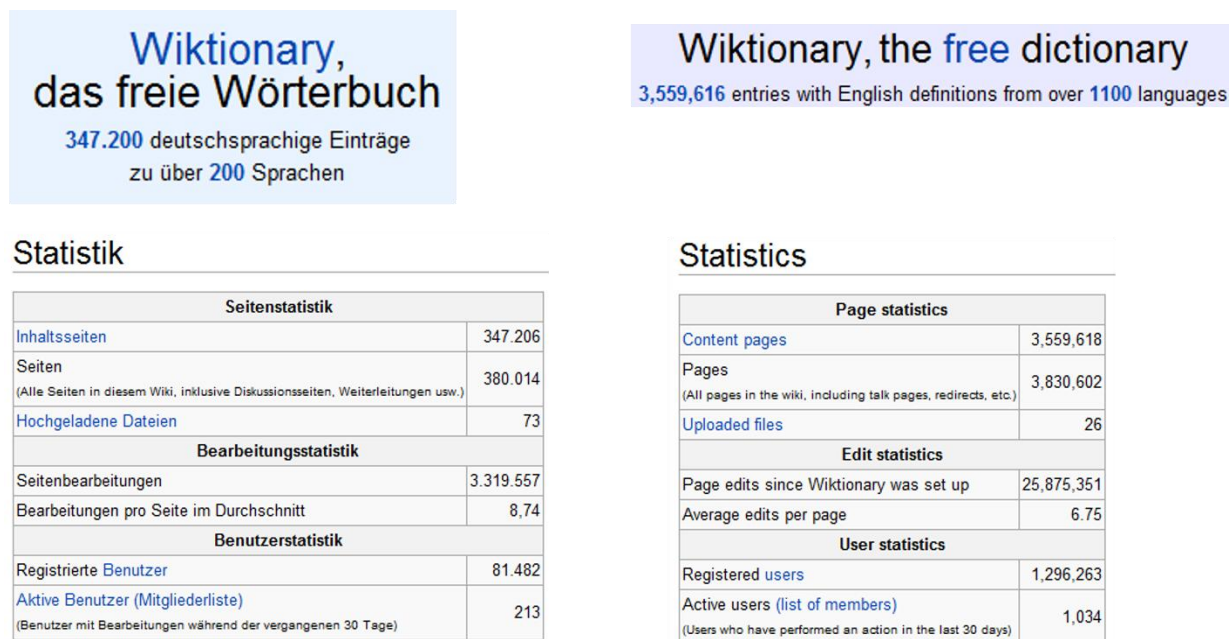 Wiktionary,
das freie Wörterbuch
347.200 deutschsprachige Einträge
zu über 200 Sprachen
Wiktionary, the free dictionary
3,559,616 entries with English definitions from over 1100 languages
Statistik
Seitenstatistik
Inhaltsseiten 347.206
Seiten
(Alle Seiten in diesem Wiki, inklusive Diskussionsseiten, Weiterleitungen usw.) 380.014
Hochgeladene Dateien 73
Bearbeitungsstatistik
Seitenbearbeitungen 3.319.557
Bearbeitungen pro Seite im Durchschnitt 8,74
Benutzerstatistik
Registrierte Benutzer 81.482
Aktive Benutzer (Mitgliederliste)
(Benutzer mit Bearbeitungen während der vergangenen 30 Tage) 213
Statistics
Page statistics
Content pages 3,559,618
Pages
(All pages in the wiki, including talk pages, redirects, etc.) 3,830,602
Uploaded files 26
Edit statistics
Page edits since Wiktionary was set up 25,875,351
Average edits per page 6.75
User statistics
Registered users 1,296,263
Active users (list of members)
(Users who have performed an action in the last 30 days) 1,034